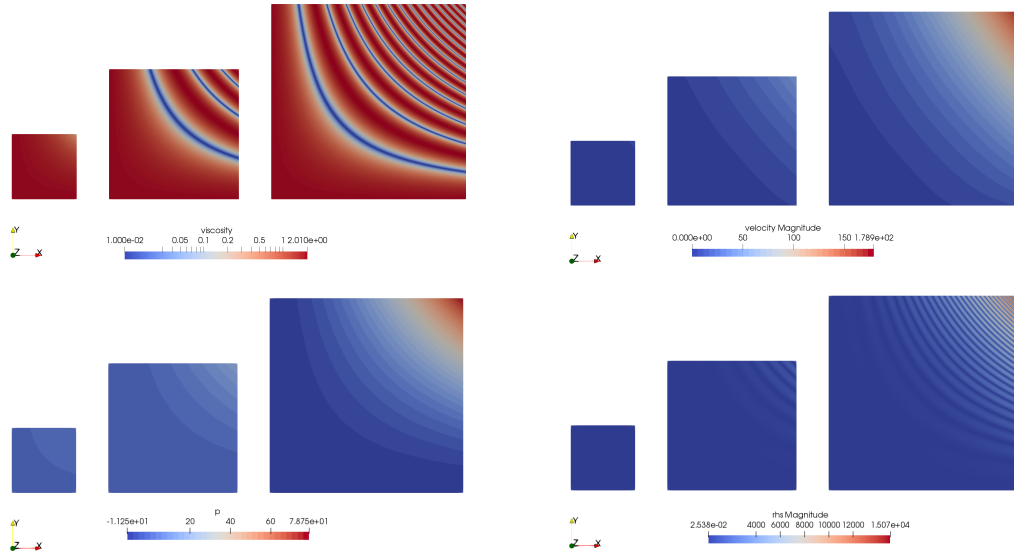 Y
Z X
viscosity
1.000e-02 0.05 0.1 0.2 0.5 1 2.010e+00
Y
Z X
velocity Magnitude
0.000e+00 50 100 150 1.789e+02
Y
Z X
p
-1.125e+01 20 40 60 7.875e+01
Y
Z X
rhs Magnitude
2.538e-02 4000 6000 8000 10000 12000 1.507e+04